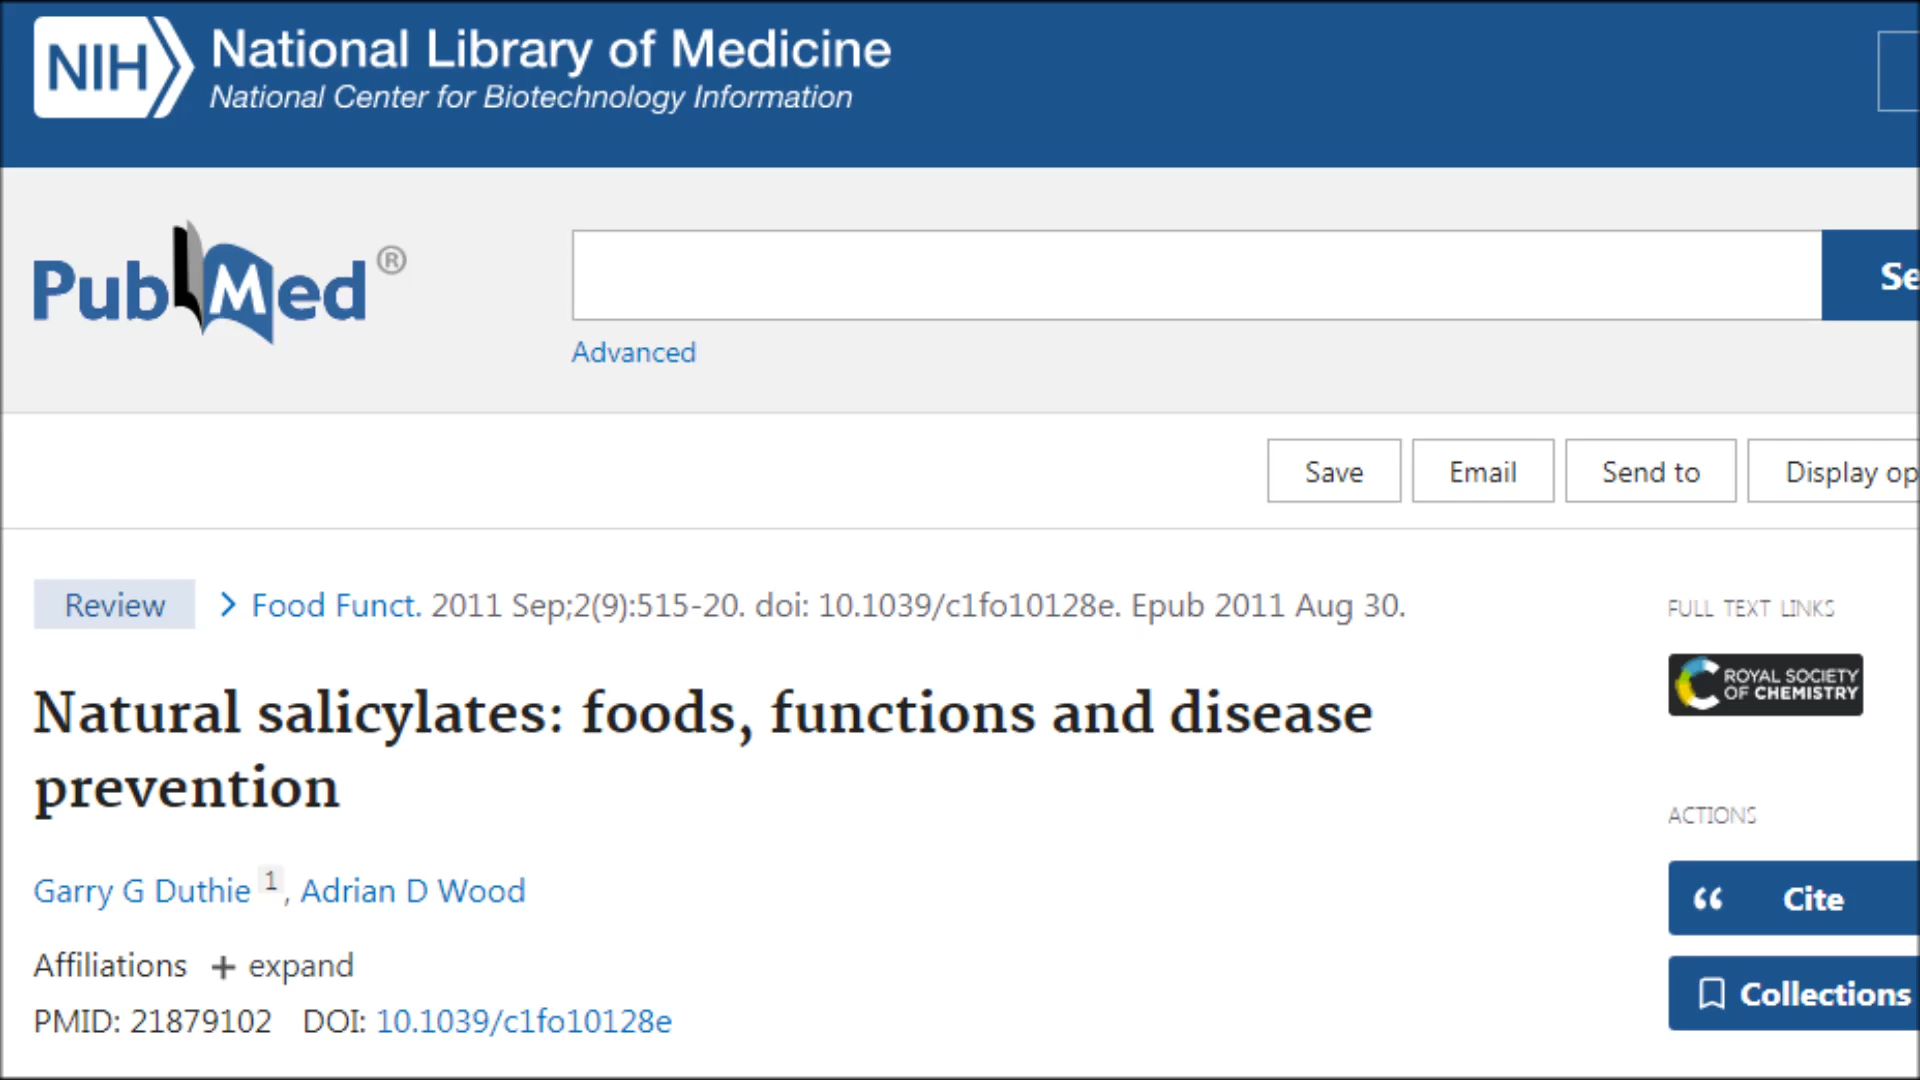 NIH National Library of Medicine
National Center for Biotechnology Information
PubMed®
Se
Advanced
Save Email Send to Display op
Review > Food Funct. 2011 Sep;2(9):515-20. doi: 10.1039/c1fo10128e. Epub 2011 Aug 30.
FULL TEXT LINKS
ROYAL SOCIETY
OF CHEMISTRY
Natural salicylates: foods, functions and disease
prevention
ACTIONS
Garry G Duthie 1, Adrian D Wood
“ Cite
Affiliations + expand
Collections
PMID: 21879102 DOI: 10.1039/c1fo10128e